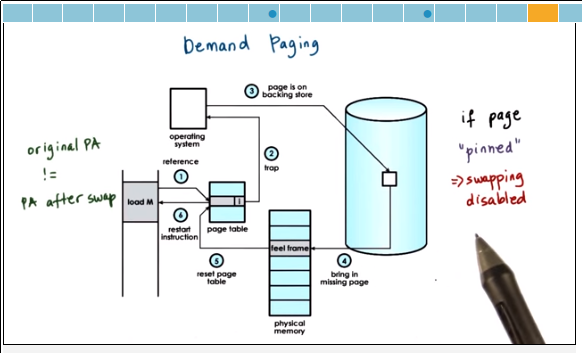 Demand Paging
3
page is on
backing store
operating
system
2
trap
reference
1
load M
i
page table
6
restart
instruction
5
reset page
table
feel frame
4
bring in
missing page
physical
memory
original PA
!=
PA after swap
if page
"pinned"
=> swapping
disabled